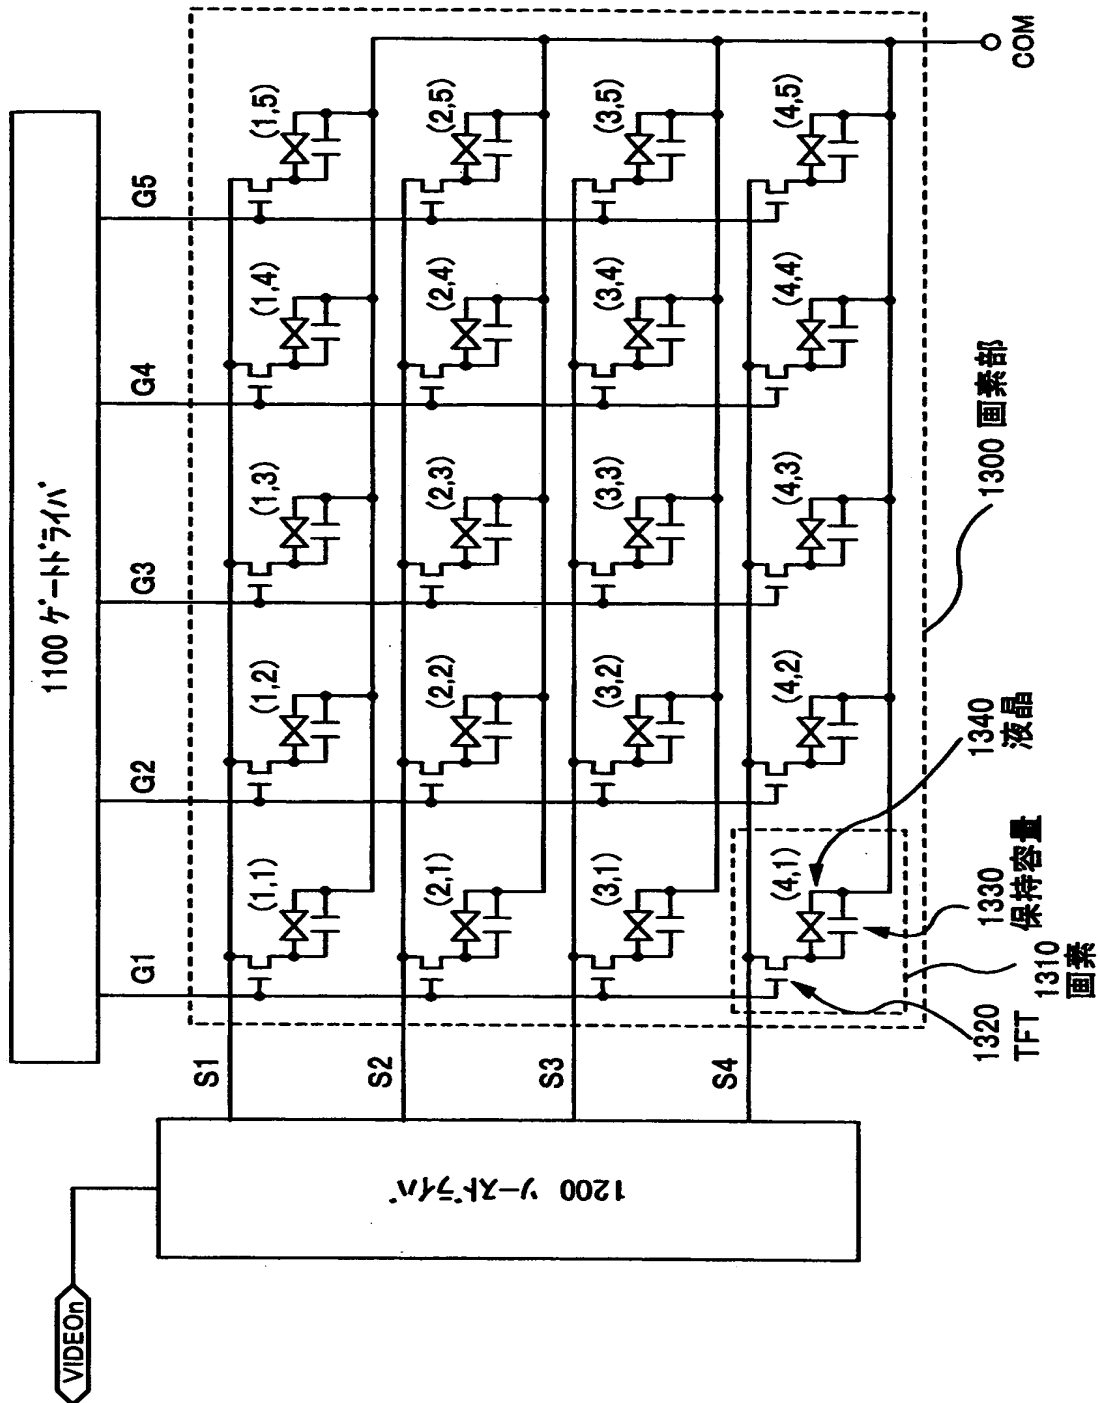 1100 ゲートドライバ
G1
G2
G3
G4
G5
VIDEOn
1200 ソースドライバ
S1
S2
S3
S4
(1,1)
(1,2)
(1,3)
(1,4)
(1,5)
(2,1)
(2,2)
(2,3)
(2,4)
(2,5)
(3,1)
(3,2)
(3,3)
(3,4)
(3,5)
(4,1)
(4,2)
(4,3)
(4,4)
(4,5)
COM
1300 画素部
1340
液晶
1330
保持容量
1310
画素
1320
TFT